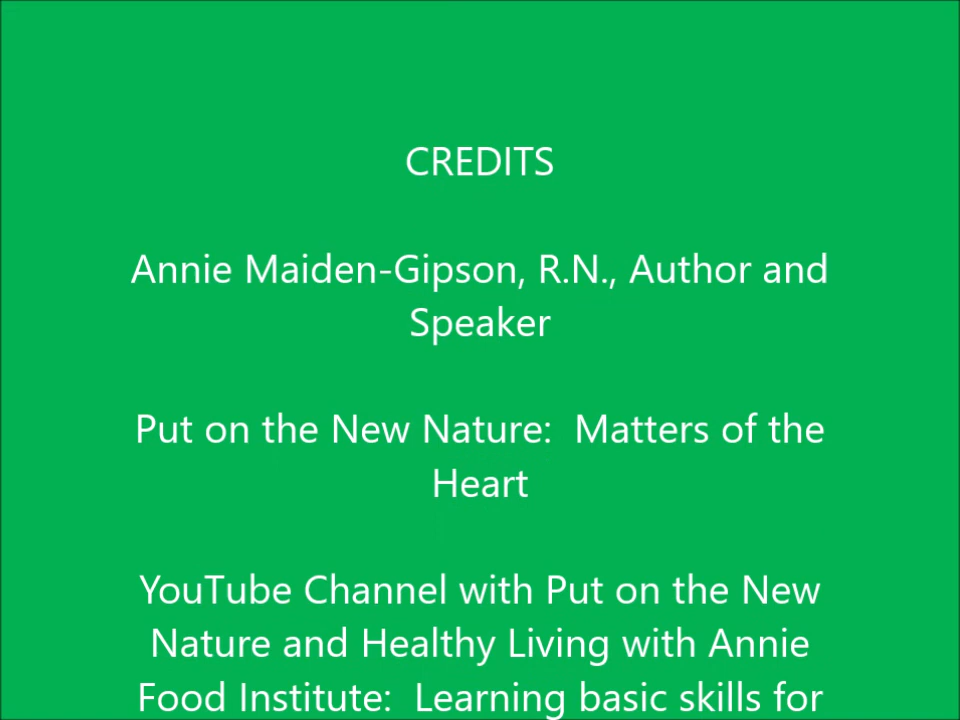 CREDITS
Annie Maiden-Gipson, R.N., Author and
Speaker
Put on the New Nature:  Matters of the
Heart
YouTube Channel with Put on the New
Nature and Healthy Living with Annie
Food Institute:  Learning basic skills for